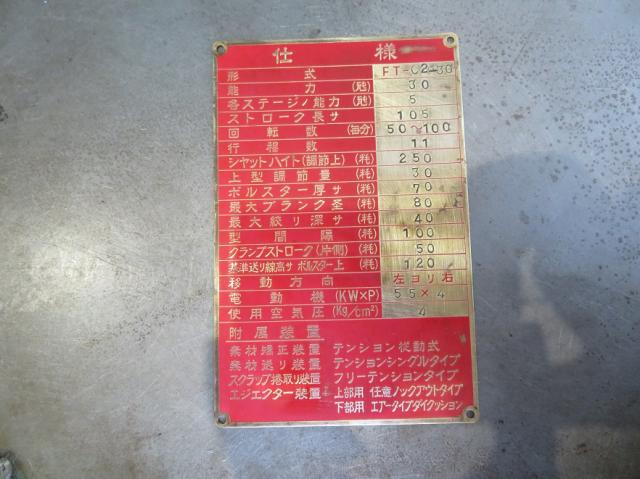 仕様
形式 FT-C2-30
能力 (瓲) 30
各ステージノ能力 (瓲) 5
ストローク長サ 105
回転数 (毎分) 50~100
行程数 11
シャットハイト(調節上) (粍) 250
上型調節量 (粍) 30
ボルスター厚サ (粍) 70
最大ブランク圣 (粍) 80
最大絞リ深サ (粍) 40
型間隔 (粍) 100
クランプストローク(片側) (粍) 50
基準送リ線高サ ボルスター上 (粍) 120
移動方向 左ヨリ右
電動機 (KW×P) 5.5×4
使用空気圧 (Kg/cm²) 4
附属装置
素材矯正装置 テンション従動式
素材送リ装置 テンションシングルタイプ
スクラップ捲取リ装置 フリーテンションタイプ
エジェクター装置 上部用 任意ノックアウトタイプ
下部用 エアータイプダイクッション